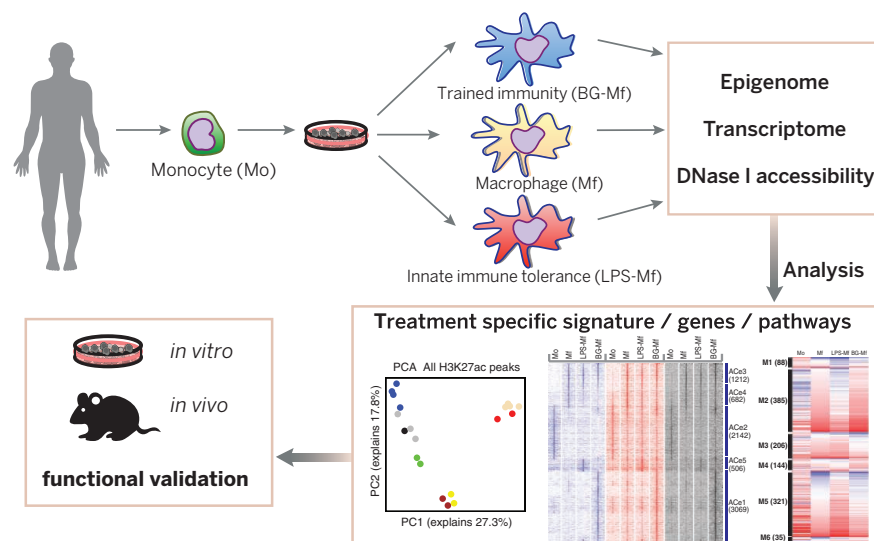 Trained immunity (BG-Mf)
Epigenome
Transcriptome
DNase I accessibility
Monocyte (Mo)
Macrophage (Mf)
Innate immune tolerance (LPS-Mf)
Analysis
Treatment specific signature / genes / pathways
in vitro
in vivo
functional validation
PCA All H3K27ac peaks
PC2 (explains 17.8%)
PC1 (explains 27.3%)
Mo Mf LPS-Mf BG-Mf Mo Mf LPS-Mf BG-Mf Mo Mf LPS-Mf BG-Mf
ACe3
(1212)
ACe4
(682)
ACe2
(2142)
ACe5
(506)
ACe1
(3069)
Mo Mf LPS-Mf BG-Mf
M1 (88)
M2 (385)
M3 (206)
M4 (144)
M5 (321)
M6 (35)